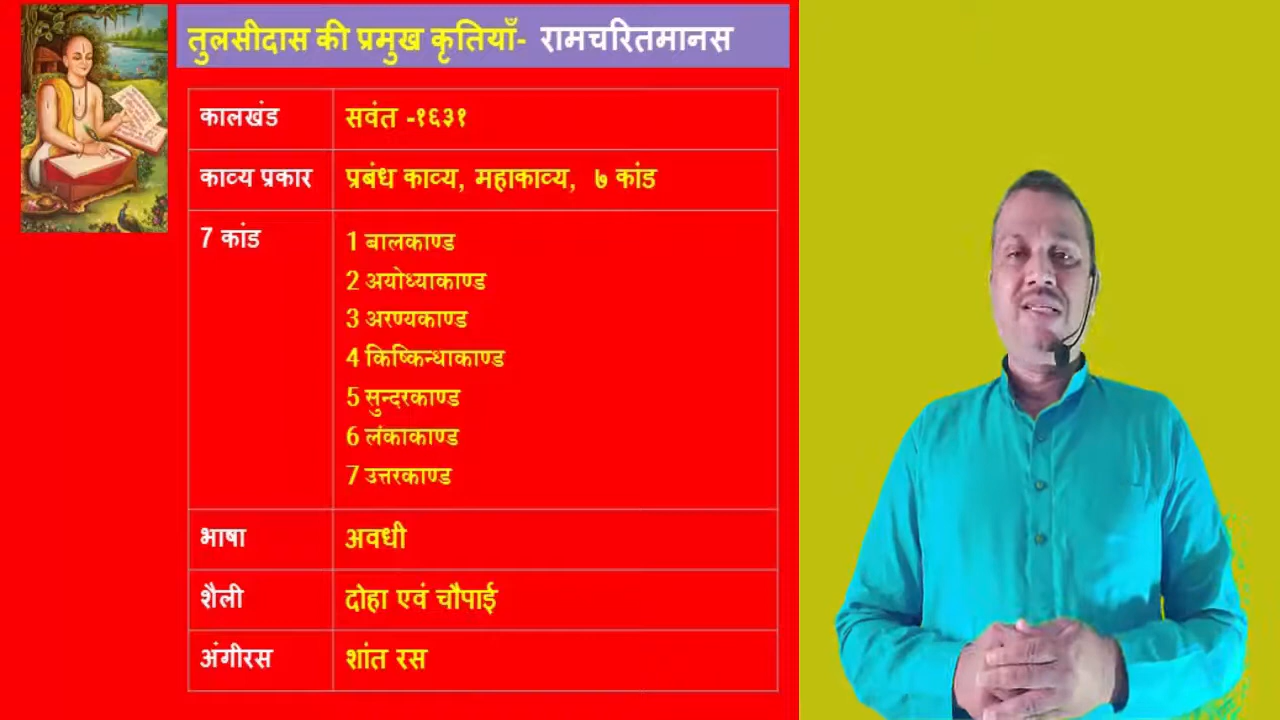 तुलसीदास की प्रमुख कृतियाँ- रामचरितमानस
कालखंड सवंत -१६३१
काव्य प्रकार प्रबंध काव्य, महाकाव्य, ७ कांड
7 कांड 1 बालकाण्ड
2 अयोध्याकाण्ड
3 अरण्यकाण्ड
4 किष्किन्धाकाण्ड
5 सुन्दरकाण्ड
6 लंकाकाण्ड
7 उत्तरकाण्ड
भाषा अवधी
शैली दोहा एवं चौपाई
अंगीरस शांत रस